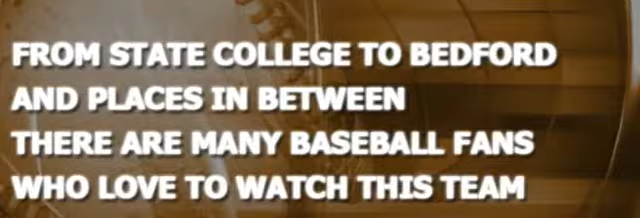 FROM STATE COLLEGE TO BEDFORD
AND PLACES IN BETWEEN
THERE ARE MANY BASEBALL FANS
WHO LOVE TO WATCH THIS TEAM